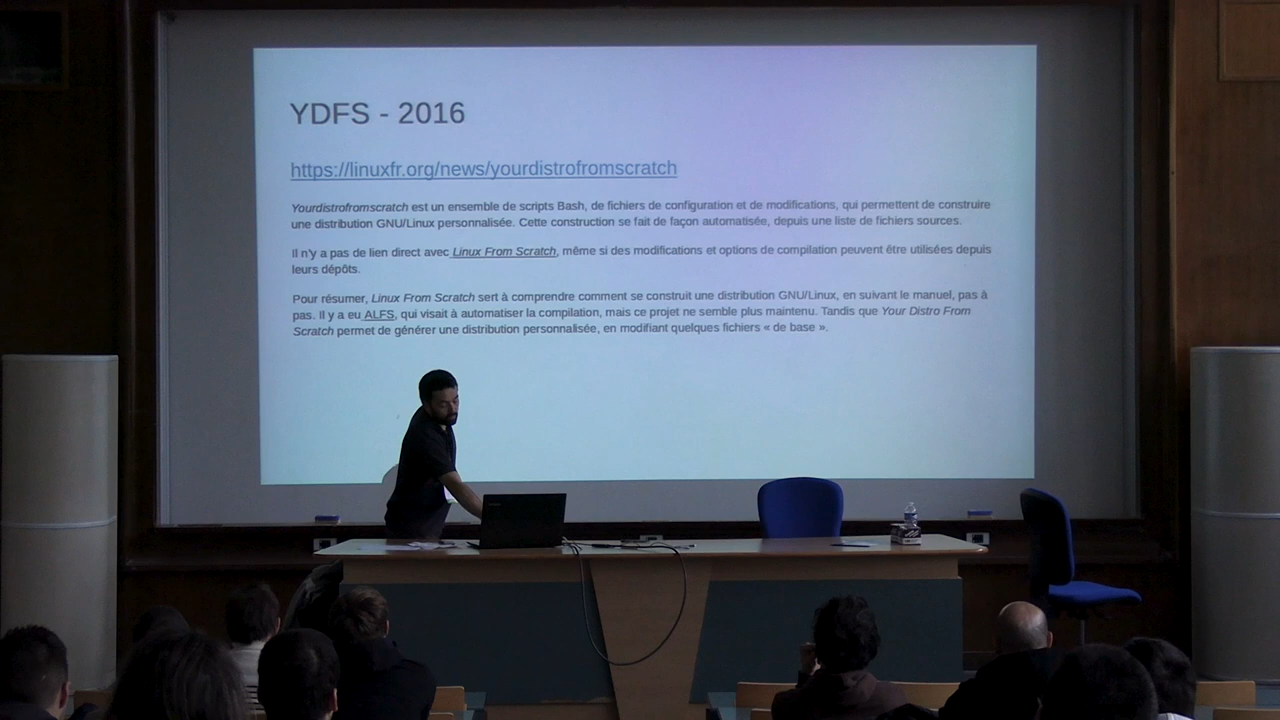 YDFS - 2016
https://linuxfr.org/news/yourdistrofromscratch
Yourdistrofromscratch est un ensemble de scripts Bash, de fichiers de configuration et de modifications, qui permettent de construire
une distribution GNU/Linux personnalisée. Cette construction se fait de façon automatisée, depuis une liste de fichiers sources.
Il n'y a pas de lien direct avec Linux From Scratch, même si des modifications et options de compilation peuvent être utilisées depuis
leurs dépôts.
Pour résumer, Linux From Scratch sert à comprendre comment se construit une distribution GNU/Linux, en suivant le manuel, pas à
pas. Il y a eu ALFS, qui visait à automatiser la compilation, mais ce projet ne semble plus maintenu. Tandis que Your Distro From
Scratch permet de générer une distribution personnalisée, en modifiant quelques fichiers « de base ».